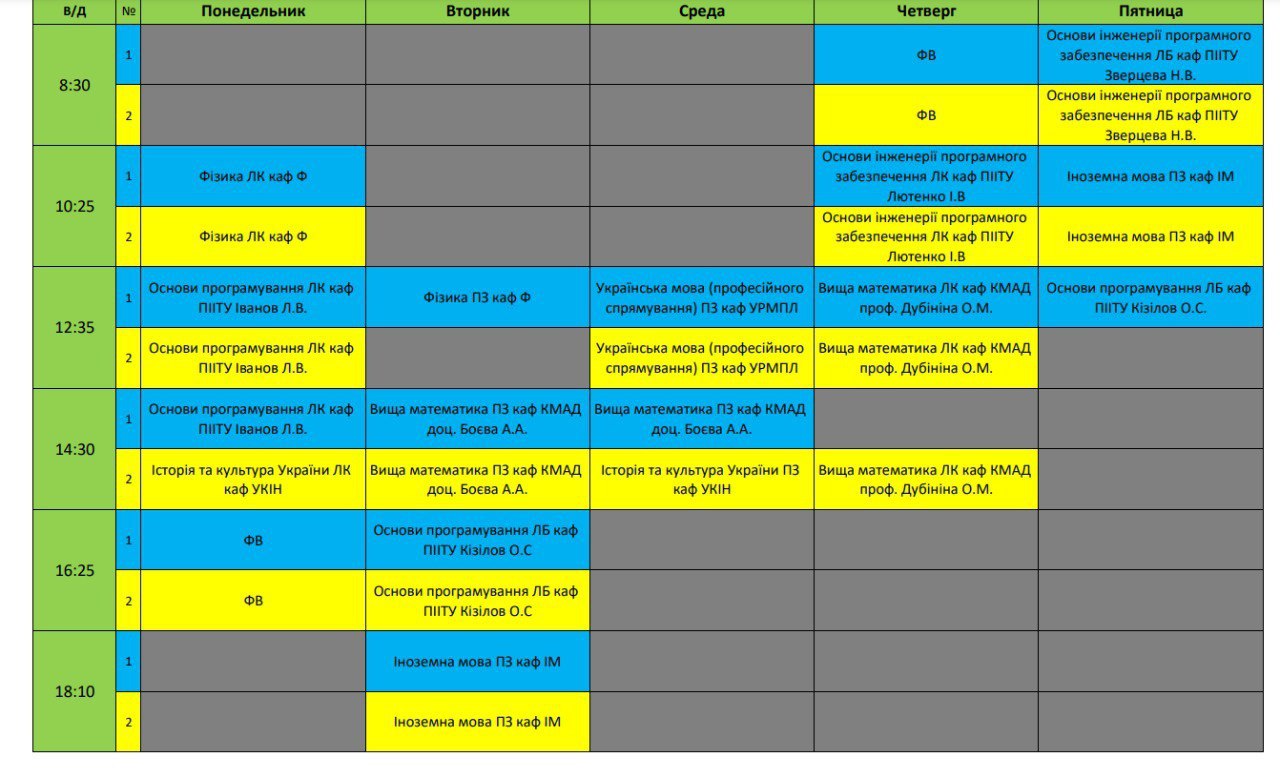 в/д № Понедельник Вторник Среда Четверг Пятница
8:30
1
ФВ
Основи інженерії програмного
забезпечення ЛБ каф ПІІТУ
Зверцева Н.В.
2
ФВ
Основи інженерії програмного
забезпечення ЛБ каф ПІІТУ
Зверцева Н.В.
10:25
1
Фізика ЛК каф Ф
Основи інженерії програмного
забезпечення ЛК каф ПІІТУ
Лютенко І.В
Іноземна мова ПЗ каф ІМ
2
Фізика ЛК каф Ф
Основи інженерії програмного
забезпечення ЛК каф ПІІТУ
Лютенко І.В
Іноземна мова ПЗ каф ІМ
12:35
1
Основи програмування ЛК каф
ПІІТУ Іванов Л.В.
Фізика ПЗ каф Ф
Українська мова (професійного
спрямування) ПЗ каф УРМПЛ
Вища математика ЛК каф КМАД
проф. Дубініна О.М.
Основи програмування ЛБ каф
ПІІТУ Кізілов О.С.
2
Основи програмування ЛК каф
ПІІТУ Іванов Л.В.
Українська мова (професійного
спрямування) ПЗ каф УРМПЛ
Вища математика ЛК каф КМАД
проф. Дубініна О.М.
14:30
1
Основи програмування ЛК каф
ПІІТУ Іванов Л.В.
Вища математика ПЗ каф КМАД
доц. Боєва А.А.
Вища математика ПЗ каф КМАД
доц. Боєва А.А.
2
Історія та культура України ЛК
каф УКІН
Вища математика ПЗ каф КМАД
доц. Боєва А.А.
Історія та культура України ПЗ
каф УКІН
Вища математика ЛК каф КМАД
проф. Дубініна О.М.
16:25
1
ФВ
Основи програмування ЛБ каф
ПІІТУ Кізілов О.С
2
ФВ
Основи програмування ЛБ каф
ПІІТУ Кізілов О.С
18:10
1
Іноземна мова ПЗ каф ІМ
2
Іноземна мова ПЗ каф ІМ